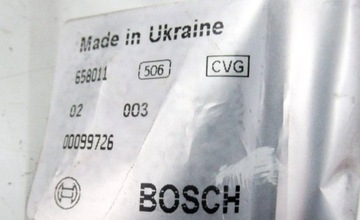 Made in Ukraine
658011 506 CVG
02 003
00099726
BOSCH